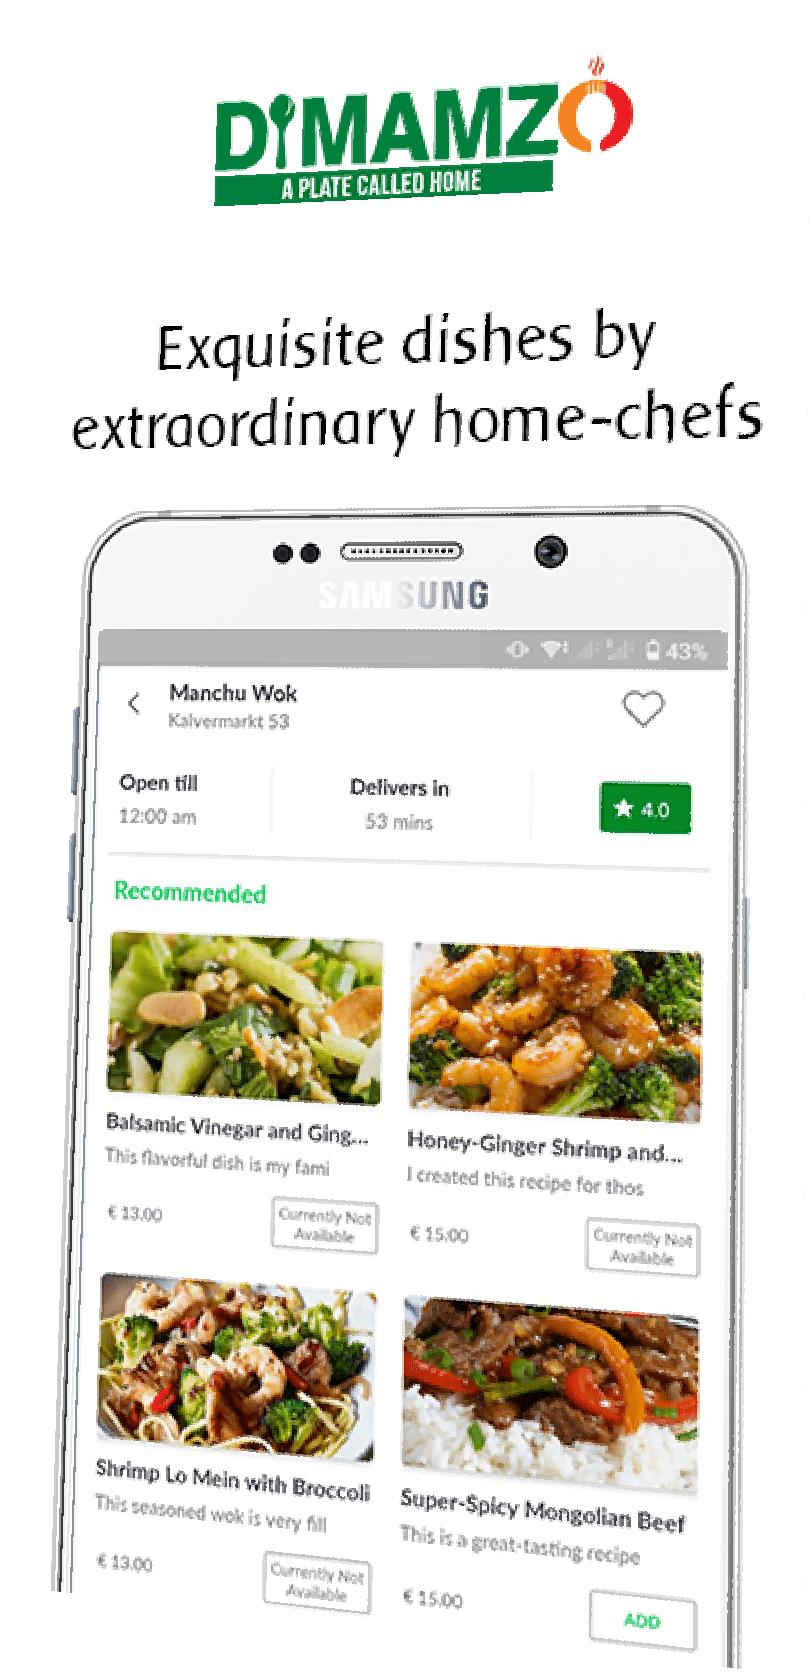 DIMAMZO
A PLATE CALLED HOME
Exquisite dishes by
extraordinary home-chefs
SAMSUNG
43%
Manchu Wok
Kalvermarkt 53
Open till
12:00 am
Delivers in
53 mins
★ 4.0
Recommended
Balsamic Vinegar and Ging...
This flavorful dish is my fami
€ 13.00
Currently Not
Available
Honey-Ginger Shrimp and...
I created this recipe for thos
€ 15.00
Currently Not
Available
Shrimp Lo Mein with Broccoli
This seasoned wok is very fill
€ 13.00
Currently Not
Available
Super-Spicy Mongolian Beef
This is a great-tasting recipe
€ 15.00
ADD